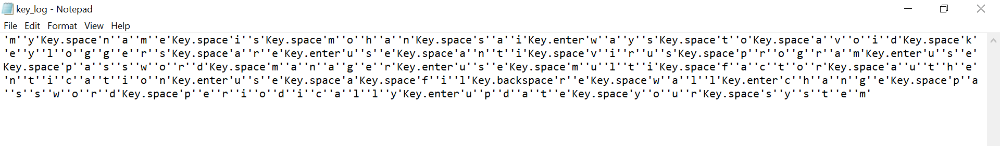 key_log - Notepad
File Edit Format View Help
'm''y'Key.space'n''a''m''e'Key.space'i''s'Key.space'm''o''h''a''n'Key.space's''a''i'Key.enter'w''a''y''s'Key.space't''o'Key.space'a''v''o''i''d'Key.space'k'
'e''y''l''o''g''g''e''r''s'Key.space'a''r''e'Key.enter'u''s''e'Key.space'a''n''t''i'Key.space'v''i''r''u''s'Key.space'p''r''o''g''r''a''m'Key.enter'u''s''e'
Key.space'p''a''s''s''w''o''r''d'Key.space'm''a''n''a''g''e''r'Key.enter'u''s''e'Key.space'm''u''l''t''i'Key.space'f''a''c''t''o''r'Key.space'a''u''t''h''e'
'n''t''i''c''a''t''i''o''n'Key.enter'u''s''e'Key.space'a'Key.space'f''i''l'Key.backspace'r''e'Key.space'w''a''l''l'Key.enter'c''h''a''n''g''e'Key.space'p''a
''s''s''w''o''r''d'Key.space'p''e''r''i''o''d''i''c''a''l''l''y'Key.enter'u''p''d''a''t''e'Key.space'y''o''u''r'Key.space's''y''s''t''e''m'